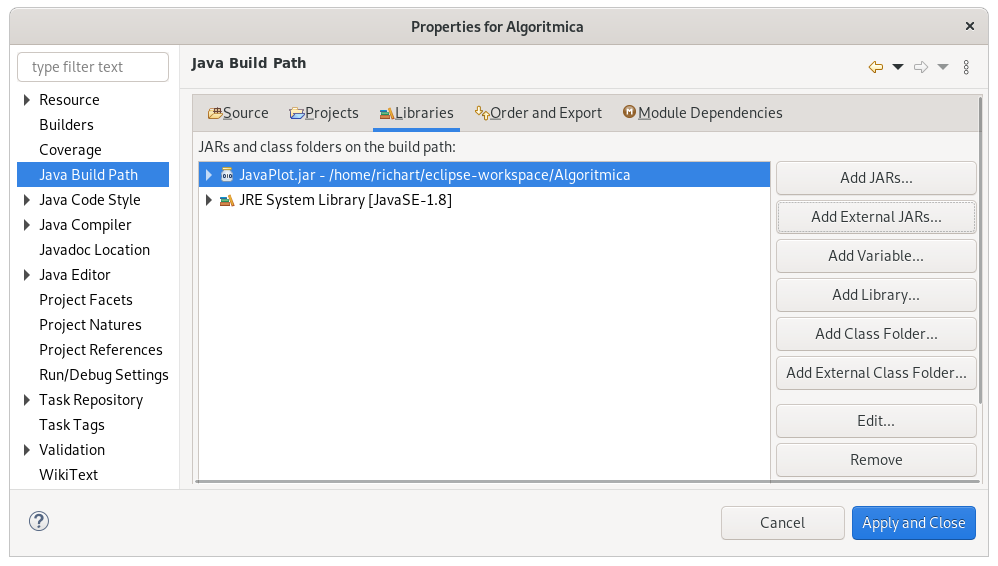 Properties for Algoritmica
type filter text
Resource
Builders
Coverage
Java Build Path
Java Code Style
Java Compiler
Javadoc Location
Java Editor
Project Facets
Project Natures
Project References
Run/Debug Settings
Task Repository
Task Tags
Validation
WikiText
Java Build Path
Source Projects Libraries Order and Export Module Dependencies
JARs and class folders on the build path:
JavaPlot.jar - /home/richart/eclipse-workspace/Algoritmica
JRE System Library [JavaSE-1.8]
Add JARs...
Add External JARs...
Add Variable...
Add Library...
Add Class Folder...
Add External Class Folder...
Edit...
Remove
Cancel
Apply and Close